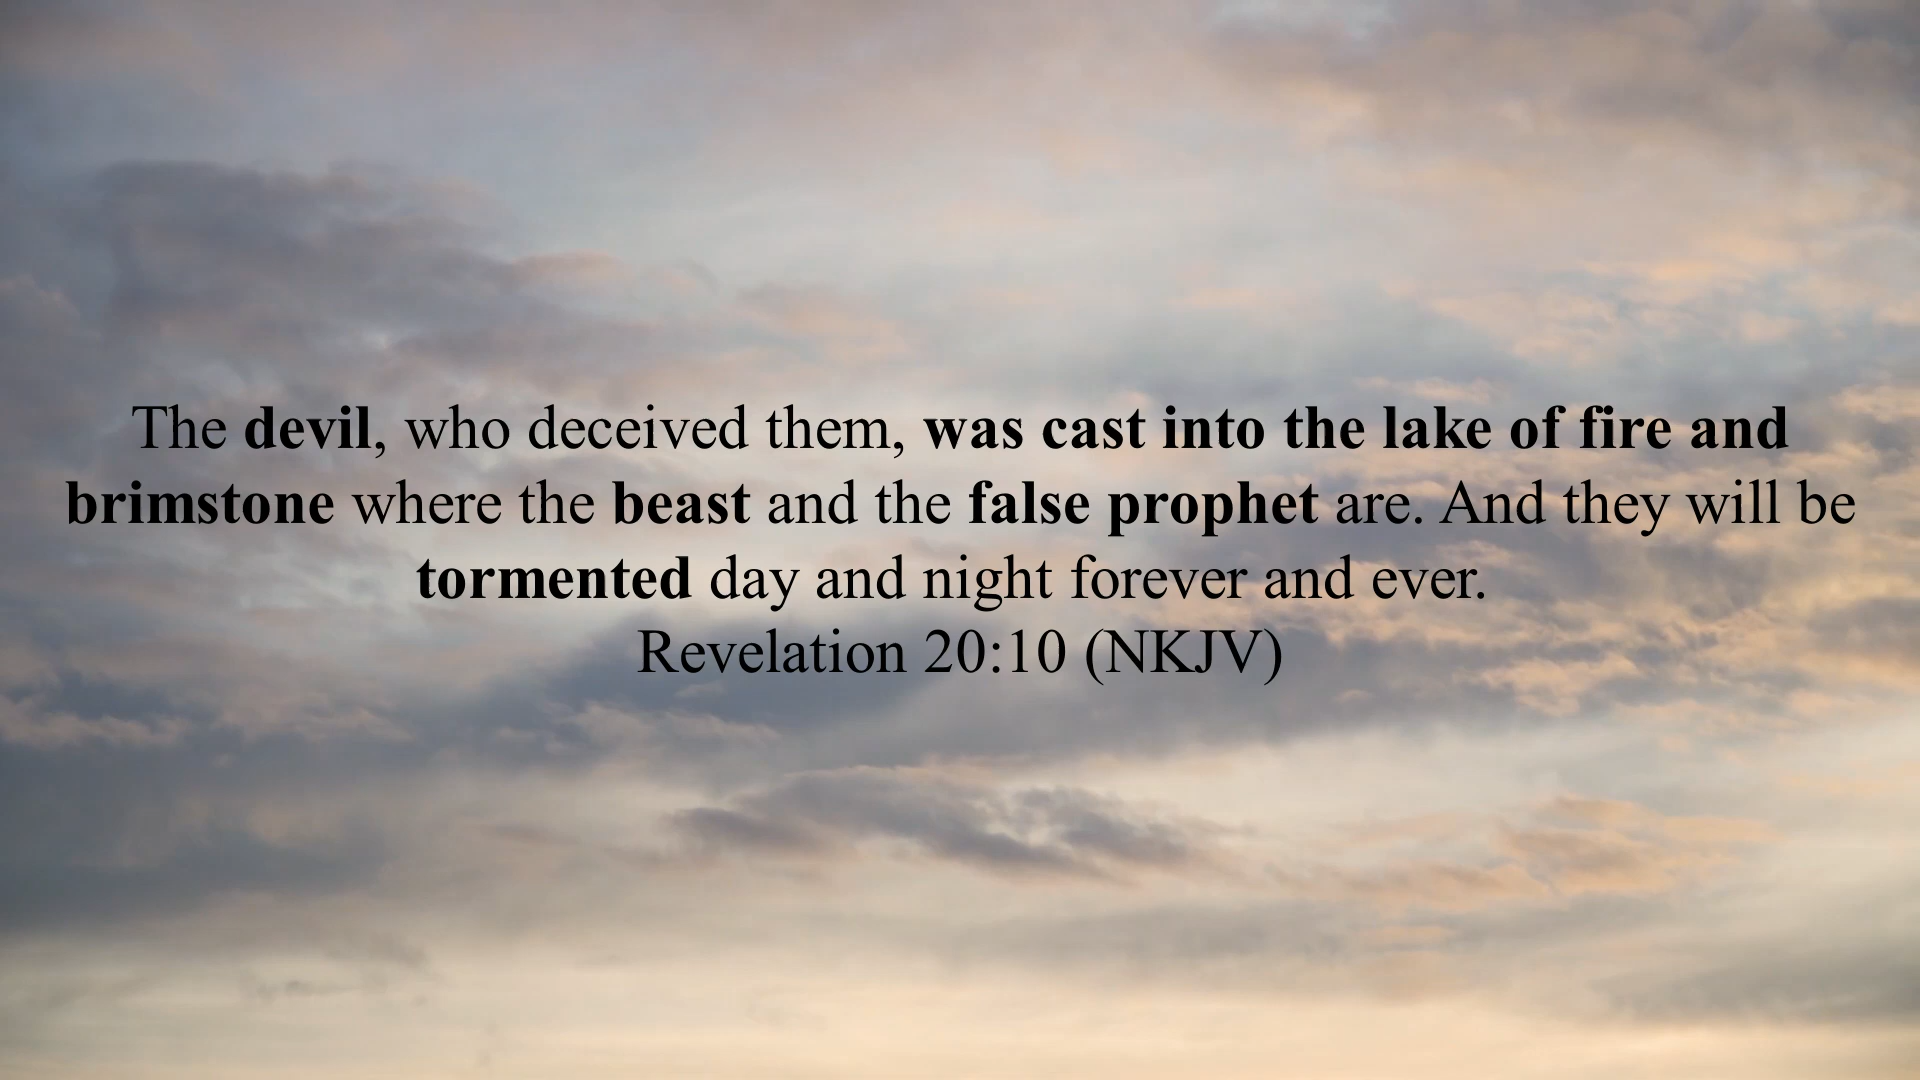 The devil, who deceived them, was cast into the lake of fire and
brimstone where the beast and the false prophet are. And they will be
tormented day and night forever and ever.
Revelation 20:10 (NKJV)